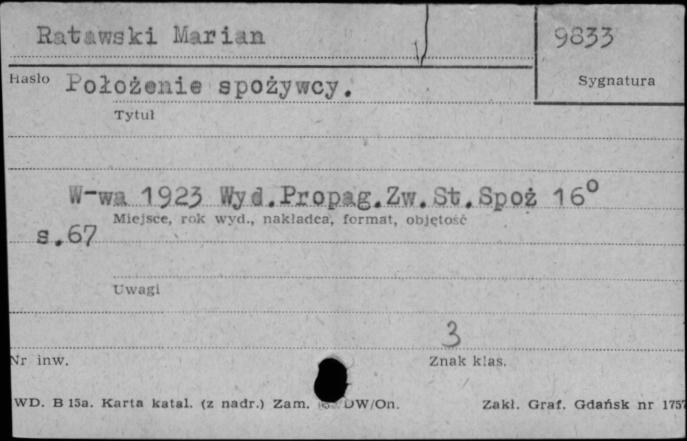 Ratawski Marian
9833
Hasło
Sygnatura
Położenie spożywcy.
Tytuł
W-wa 1923 Wyd.Propag.Zw.St.Spoż 16°
Miejsce, rok wyd., nakładca, format, objętość
s.67
Uwagi
3
Nr inw.
Znak klas.
WD. B 15a. Karta katal. (z nadr.) Zam. DW/On.
Zakł. Graf. Gdańsk nr 1757